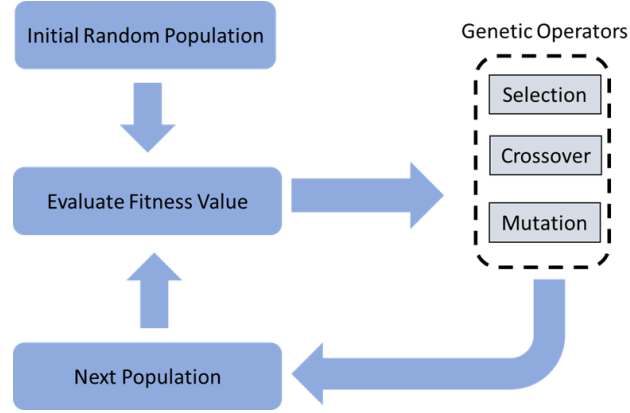 Initial Random Population
Genetic Operators
Selection
Crossover
Mutation
Evaluate Fitness Value
Next Population